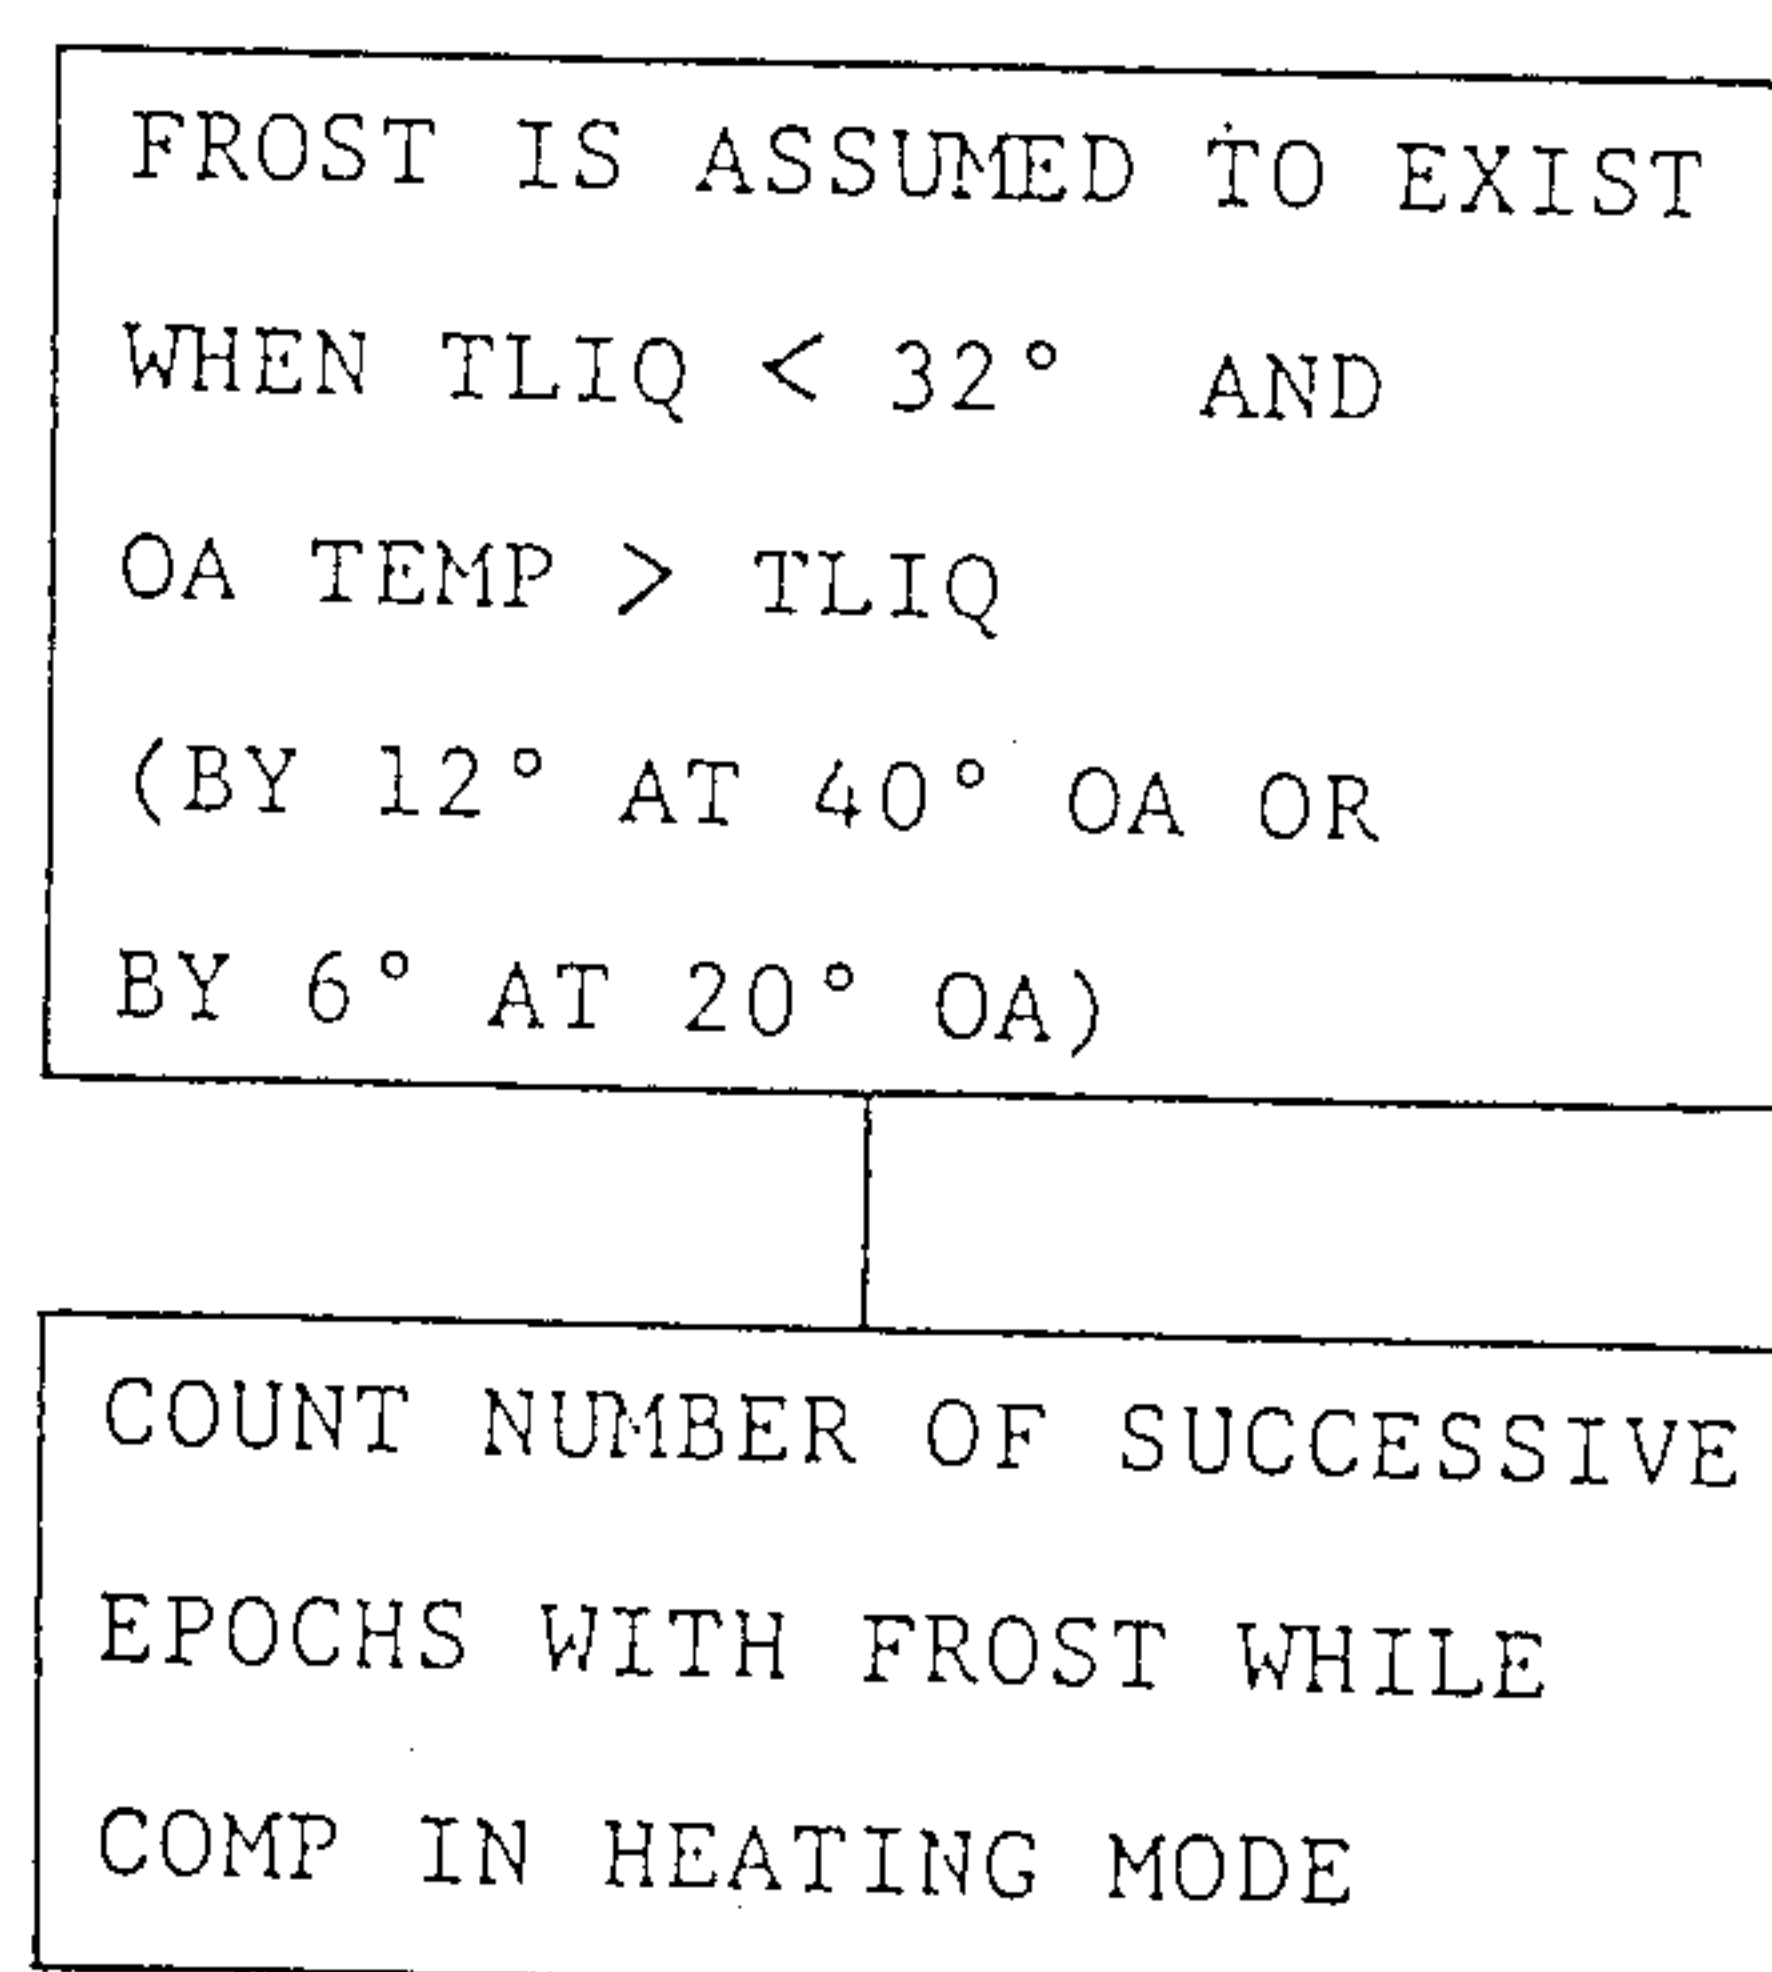 FROST IS ASSUMED TO EXIST
WHEN TLIQ < 32° AND
OA TEMP > TLIQ
(BY 12° AT 40° OA OR
BY 6° AT 20° OA)
COUNT NUMBER OF SUCCESSIVE
EPOCHS WITH FROST WHILE
COMP IN HEATING MODE